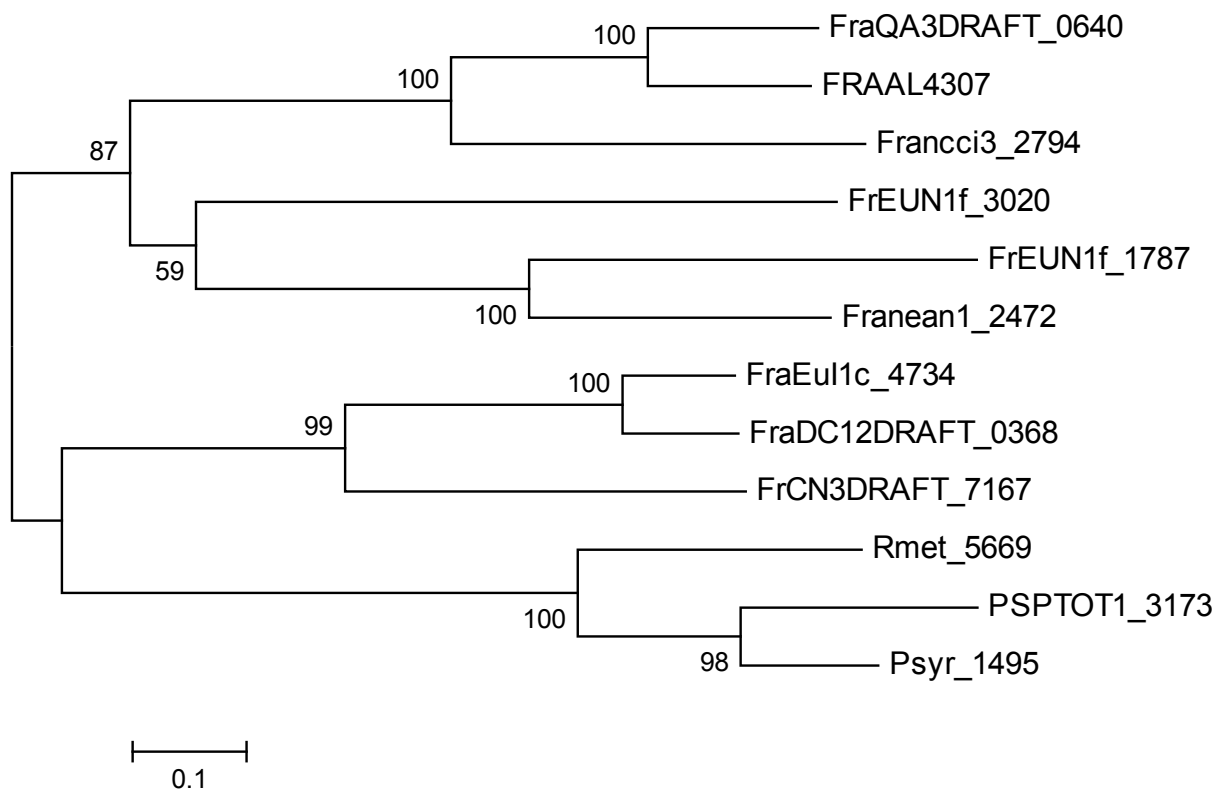 FraQA3DRAFT_0640
100
FRAAL4307
100
Francci3_2794
87
FrEUN1f_3020
59
FrEUN1f_1787
100
Franean1_2472
FraEul1c_4734
100
FraDC12DRAFT_0368
99
FrCN3DRAFT_7167
Rmet_5669
100
PSPTOT1_3173
98
Psyr_1495
0.1